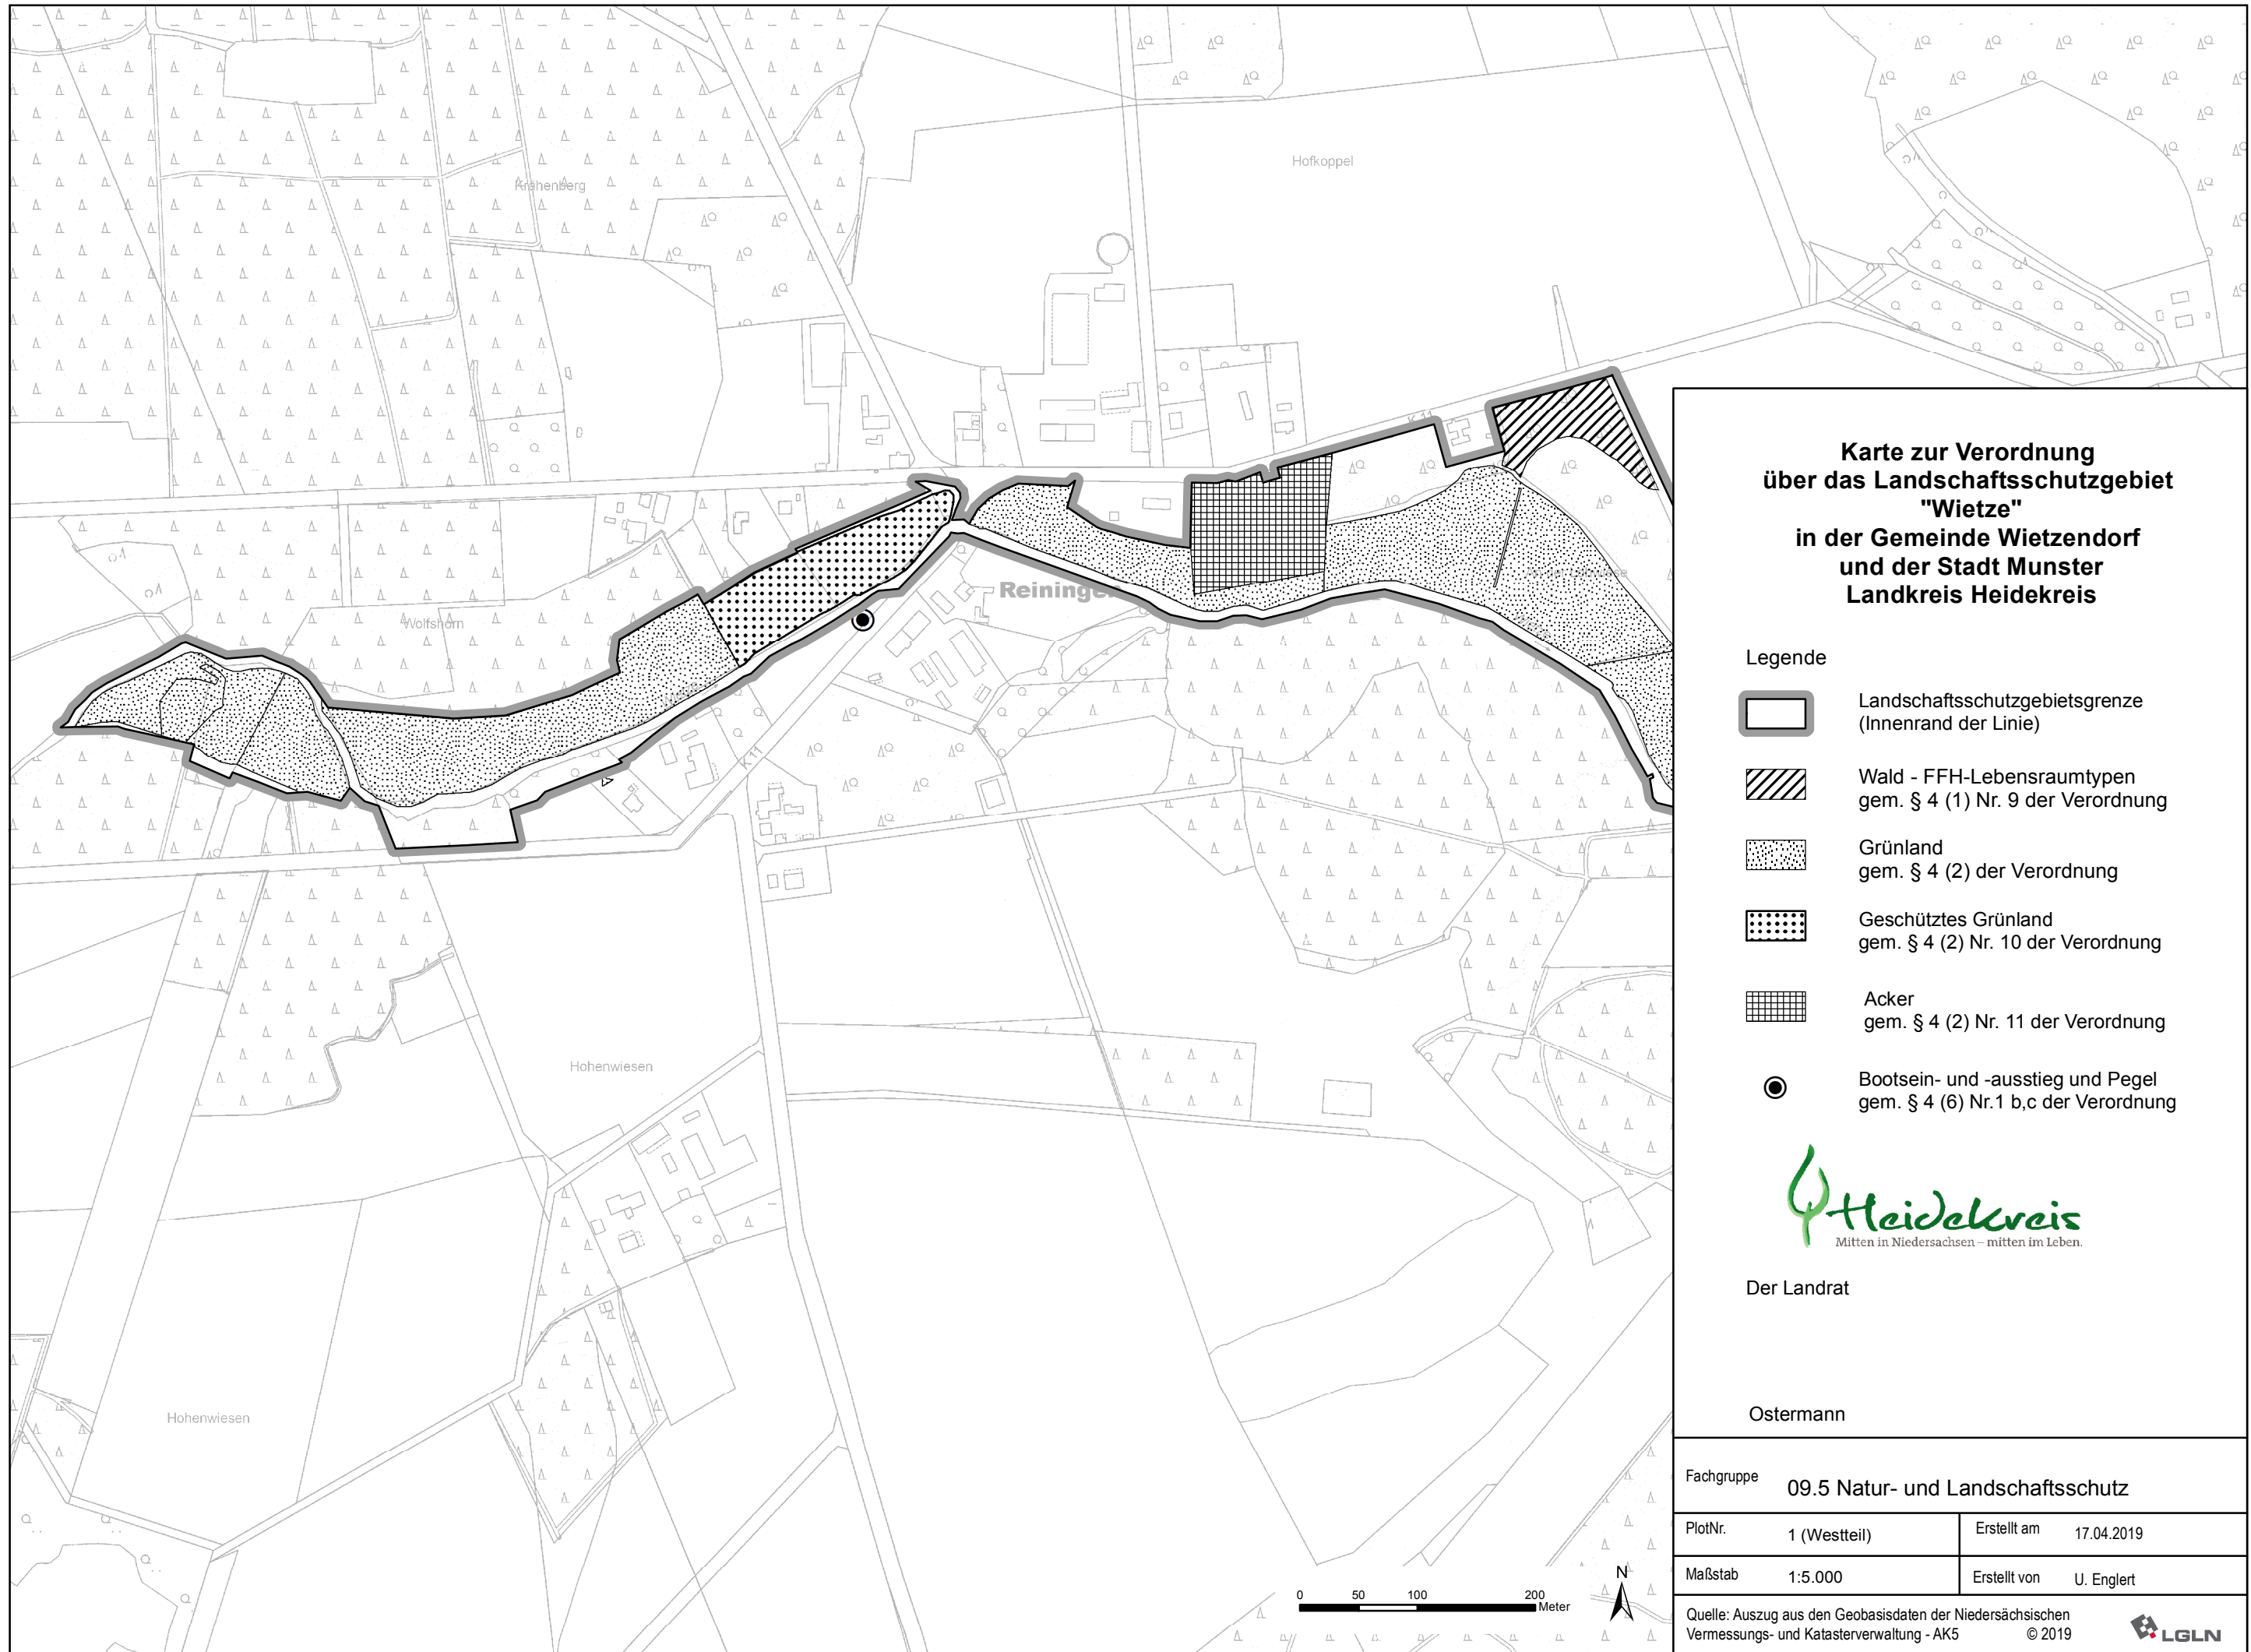 Hofkoppel
Krähenberg
K 11
Wolfshorn
K 11
Hohenwiesen
Hohenwiesen
0 50 100 200
Meter
N
Karte zur Verordnung
über das Landschaftsschutzgebiet
"Wietze"
in der Gemeinde Wietzendorf
und der Stadt Munster
Landkreis Heidekreis
Legende
Landschaftsschutzgebietsgrenze
(Innenrand der Linie)
Wald - FFH-Lebensraumtypen
gem. § 4 (1) Nr. 9 der Verordnung
Grünland
gem. § 4 (2) der Verordnung
Geschütztes Grünland
gem. § 4 (2) Nr. 10 der Verordnung
Acker
gem. § 4 (2) Nr. 11 der Verordnung
Bootsein- und -ausstieg und Pegel
gem. § 4 (6) Nr.1 b,c der Verordnung
Heidekreis
Mitten in Niedersachsen – mitten im Leben.
Der Landrat
Ostermann
Fachgruppe 09.5 Natur- und Landschaftsschutz
PlotNr. 1 (Westteil) Erstellt am 17.04.2019
Maßstab 1:5.000 Erstellt von U. Englert
Quelle: Auszug aus den Geobasisdaten der Niedersächsischen
Vermessungs- und Katasterverwaltung - AK5 © 2019
LGLN